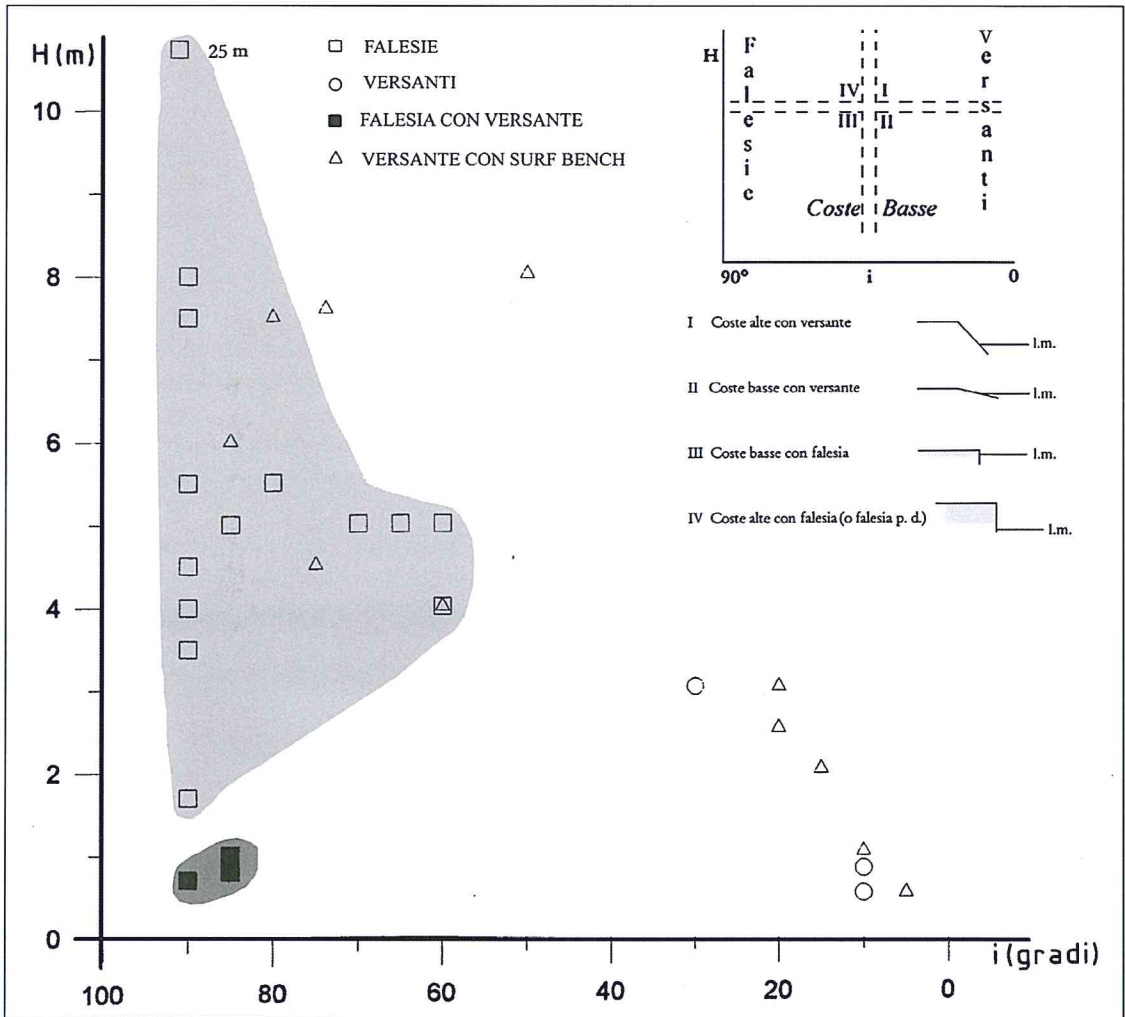 H (m)
10
8
6
4
2
0
100
80
60
40
20
0
i (gradi)
25 m
FALESIE
VERSANTI
FALESIA CON VERSANTE
VERSANTE CON SURF BENCH
H
Falesie
Versanti
IV I
III II
Coste Basse
90°
i
0
I Coste alte con versante
l.m.
II Coste basse con versante
l.m.
III Coste basse con falesia
l.m.
IV Coste alte con falesia (o falesia p. d.)
l.m.